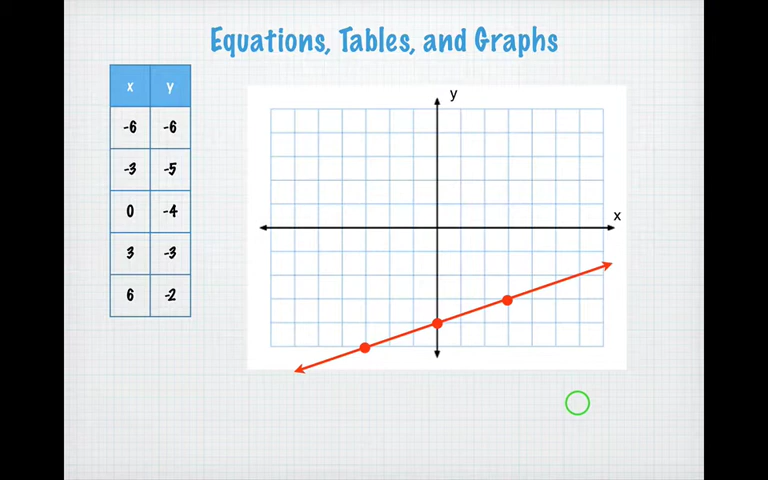 Equations, Tables, and Graphs
x y
-6 -6
-3 -5
0 -4
3 -3
6 -2
y
x